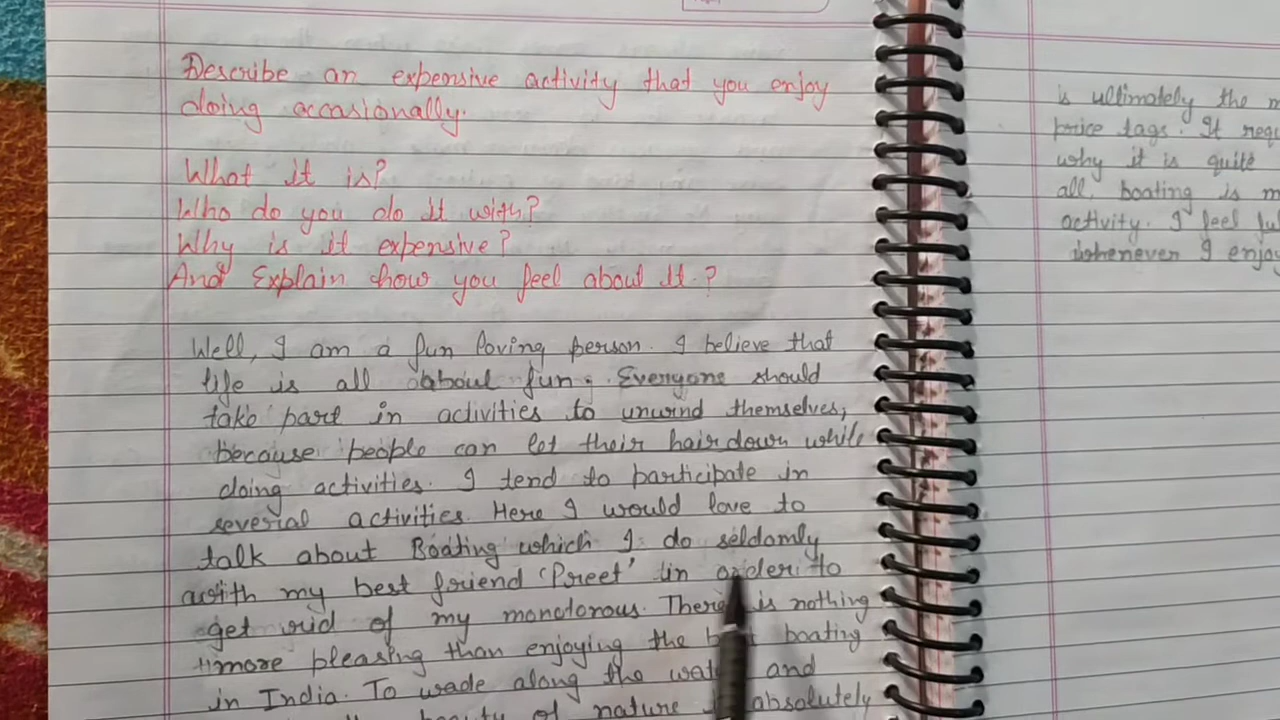 Describe an expensive activity that you enjoy
doing accasionally.
What it is?
Who do you do it with?
Why is it expensive?
And Explain how you feel about it.?
Well, I am a fun loving person. I believe that
life is all about fun. Everyone should
take part in activities to unwind themselves,
because people can let their hair down while
doing activities. I tend to participate in
several activities. Here I would love to
talk about Boating which I do seldomly
with my best friend 'Preet' in order to
get rid of my monotorous. There is nothing
more pleasing than enjoying the boating
in India. To wade along the and
of nature absolutely
is ultimately the
price tags. It
why it is quite
all, boating is
activity. I feel
whenever I enjoy